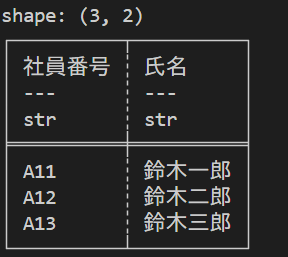 shape: (3, 2)
社員番号 氏名
--- ---
str str
A11 鈴木一郎
A12 鈴木二郎
A13 鈴木三郎